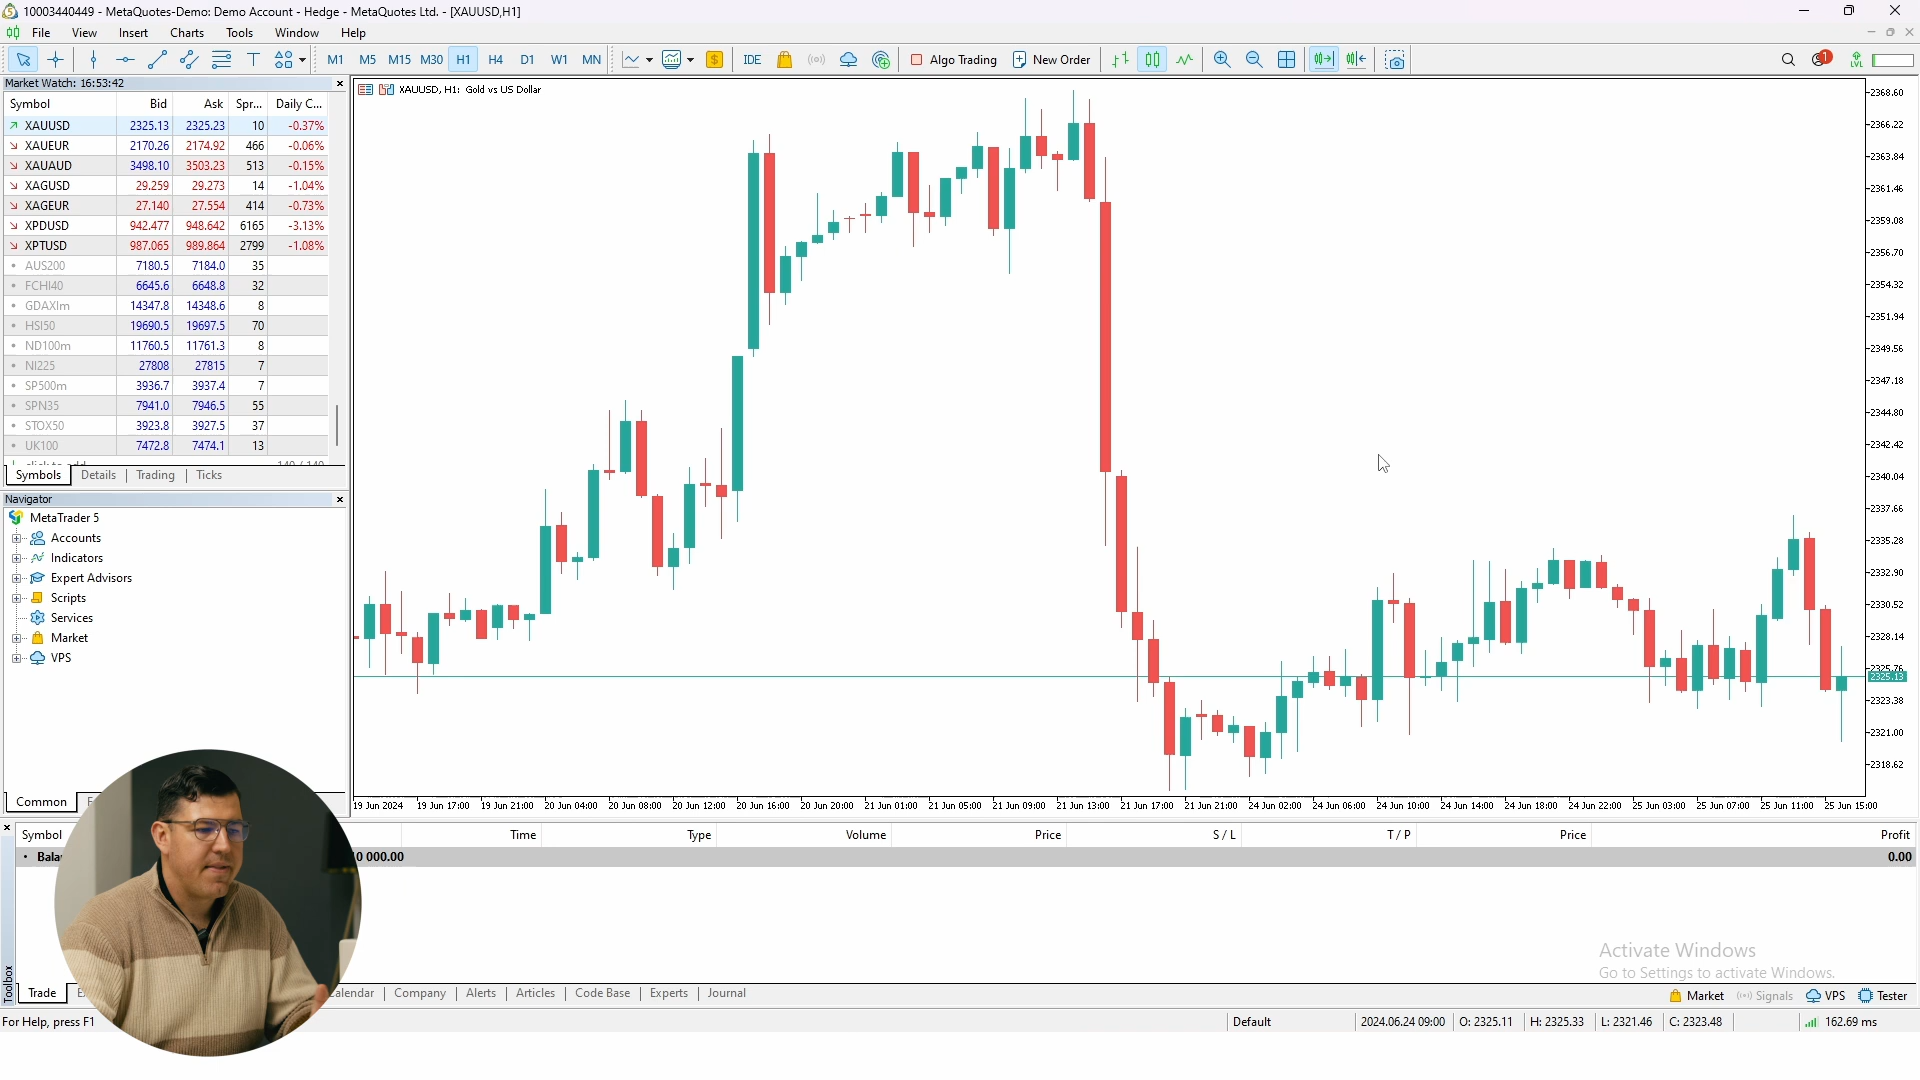 10003440449 - MetaQuotes-Demo: Demo Account - Hedge - MetaQuotes Ltd. - [XAUUSD,H1]
File View Insert Charts Tools Window Help
M1 M5 M15 M30 H1 H4 D1 W1 MN IDE Algo Trading New Order 1 LVL
Market Watch: 16:53:42
Symbol Bid Ask Spr... Daily C...
XAUUSD 2325.13 2325.23 10 -0.37%
XAUEUR 2170.26 2174.92 466 -0.06%
XAUAUD 3498.10 3503.23 513 -0.15%
XAGUSD 29.259 29.273 14 -1.04%
XAGEUR 27.140 27.554 414 -0.73%
XPDUSD 942.477 948.642 6165 -3.13%
XPTUSD 987.065 989.864 2799 -1.08%
AUS200 7180.5 7184.0 35
FCHI40 6645.6 6648.8 32
GDAXIm 14347.8 14348.6 8
HSI50 19690.5 19697.5 70
ND100m 11760.5 11761.3 8
NI225 27808 27815 7
SP500m 3936.7 3937.4 7
SPN35 7941.0 7946.5 55
STOX50 3923.8 3927.5 37
UK100 7472.8 7474.1 13
Symbols Details Trading Ticks
Navigator
MetaTrader 5
Accounts
Indicators
Expert Advisors
Scripts
Services
Market
VPS
Common
XAUUSD, H1: Gold vs US Dollar
2368.60
2366.22
2363.84
2361.46
2359.08
2356.70
2354.32
2351.94
2349.56
2347.18
2344.80
2342.42
2340.04
2337.66
2335.28
2332.90
2330.52
2328.14
2325.76
2325.13
2323.38
2321.00
2318.62
19 Jun 2024 19 Jun 17:00 19 Jun 21:00 20 Jun 04:00 20 Jun 08:00 20 Jun 12:00 20 Jun 16:00 20 Jun 20:00 21 Jun 01:00 21 Jun 05:00 21 Jun 09:00 21 Jun 13:00 21 Jun 17:00 21 Jun 21:00 24 Jun 02:00 24 Jun 06:00 24 Jun 10:00 24 Jun 14:00 24 Jun 18:00 24 Jun 22:00 25 Jun 03:00 25 Jun 07:00 25 Jun 11:00 25 Jun 15:00
Symbol Time Type Volume Price S / L T / P Price Profit
Bala 0 000.00 0.00
Activate Windows
Go to Settings to activate Windows.
Toolbox
Trade E alendar Company Alerts Articles Code Base Experts Journal
Market Signals VPS Tester
For Help, press F1 Default 2024.06.24 09:00 O: 2325.11 H: 2325.33 L: 2321.46 C: 2323.48 162.69 ms